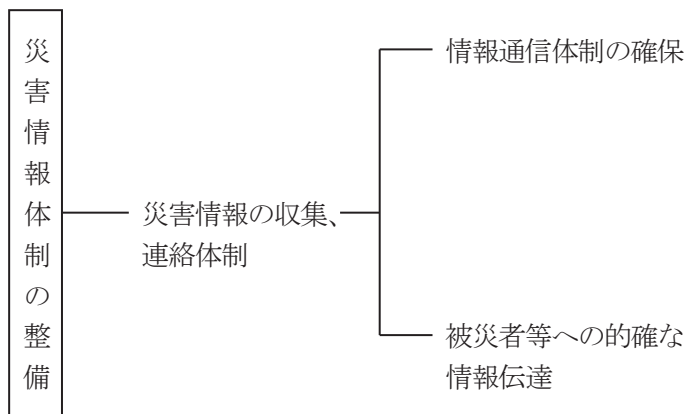 災害情報体制の整備
災害情報の収集、
連絡体制
情報通信体制の確保
被災者等への的確な
情報伝達